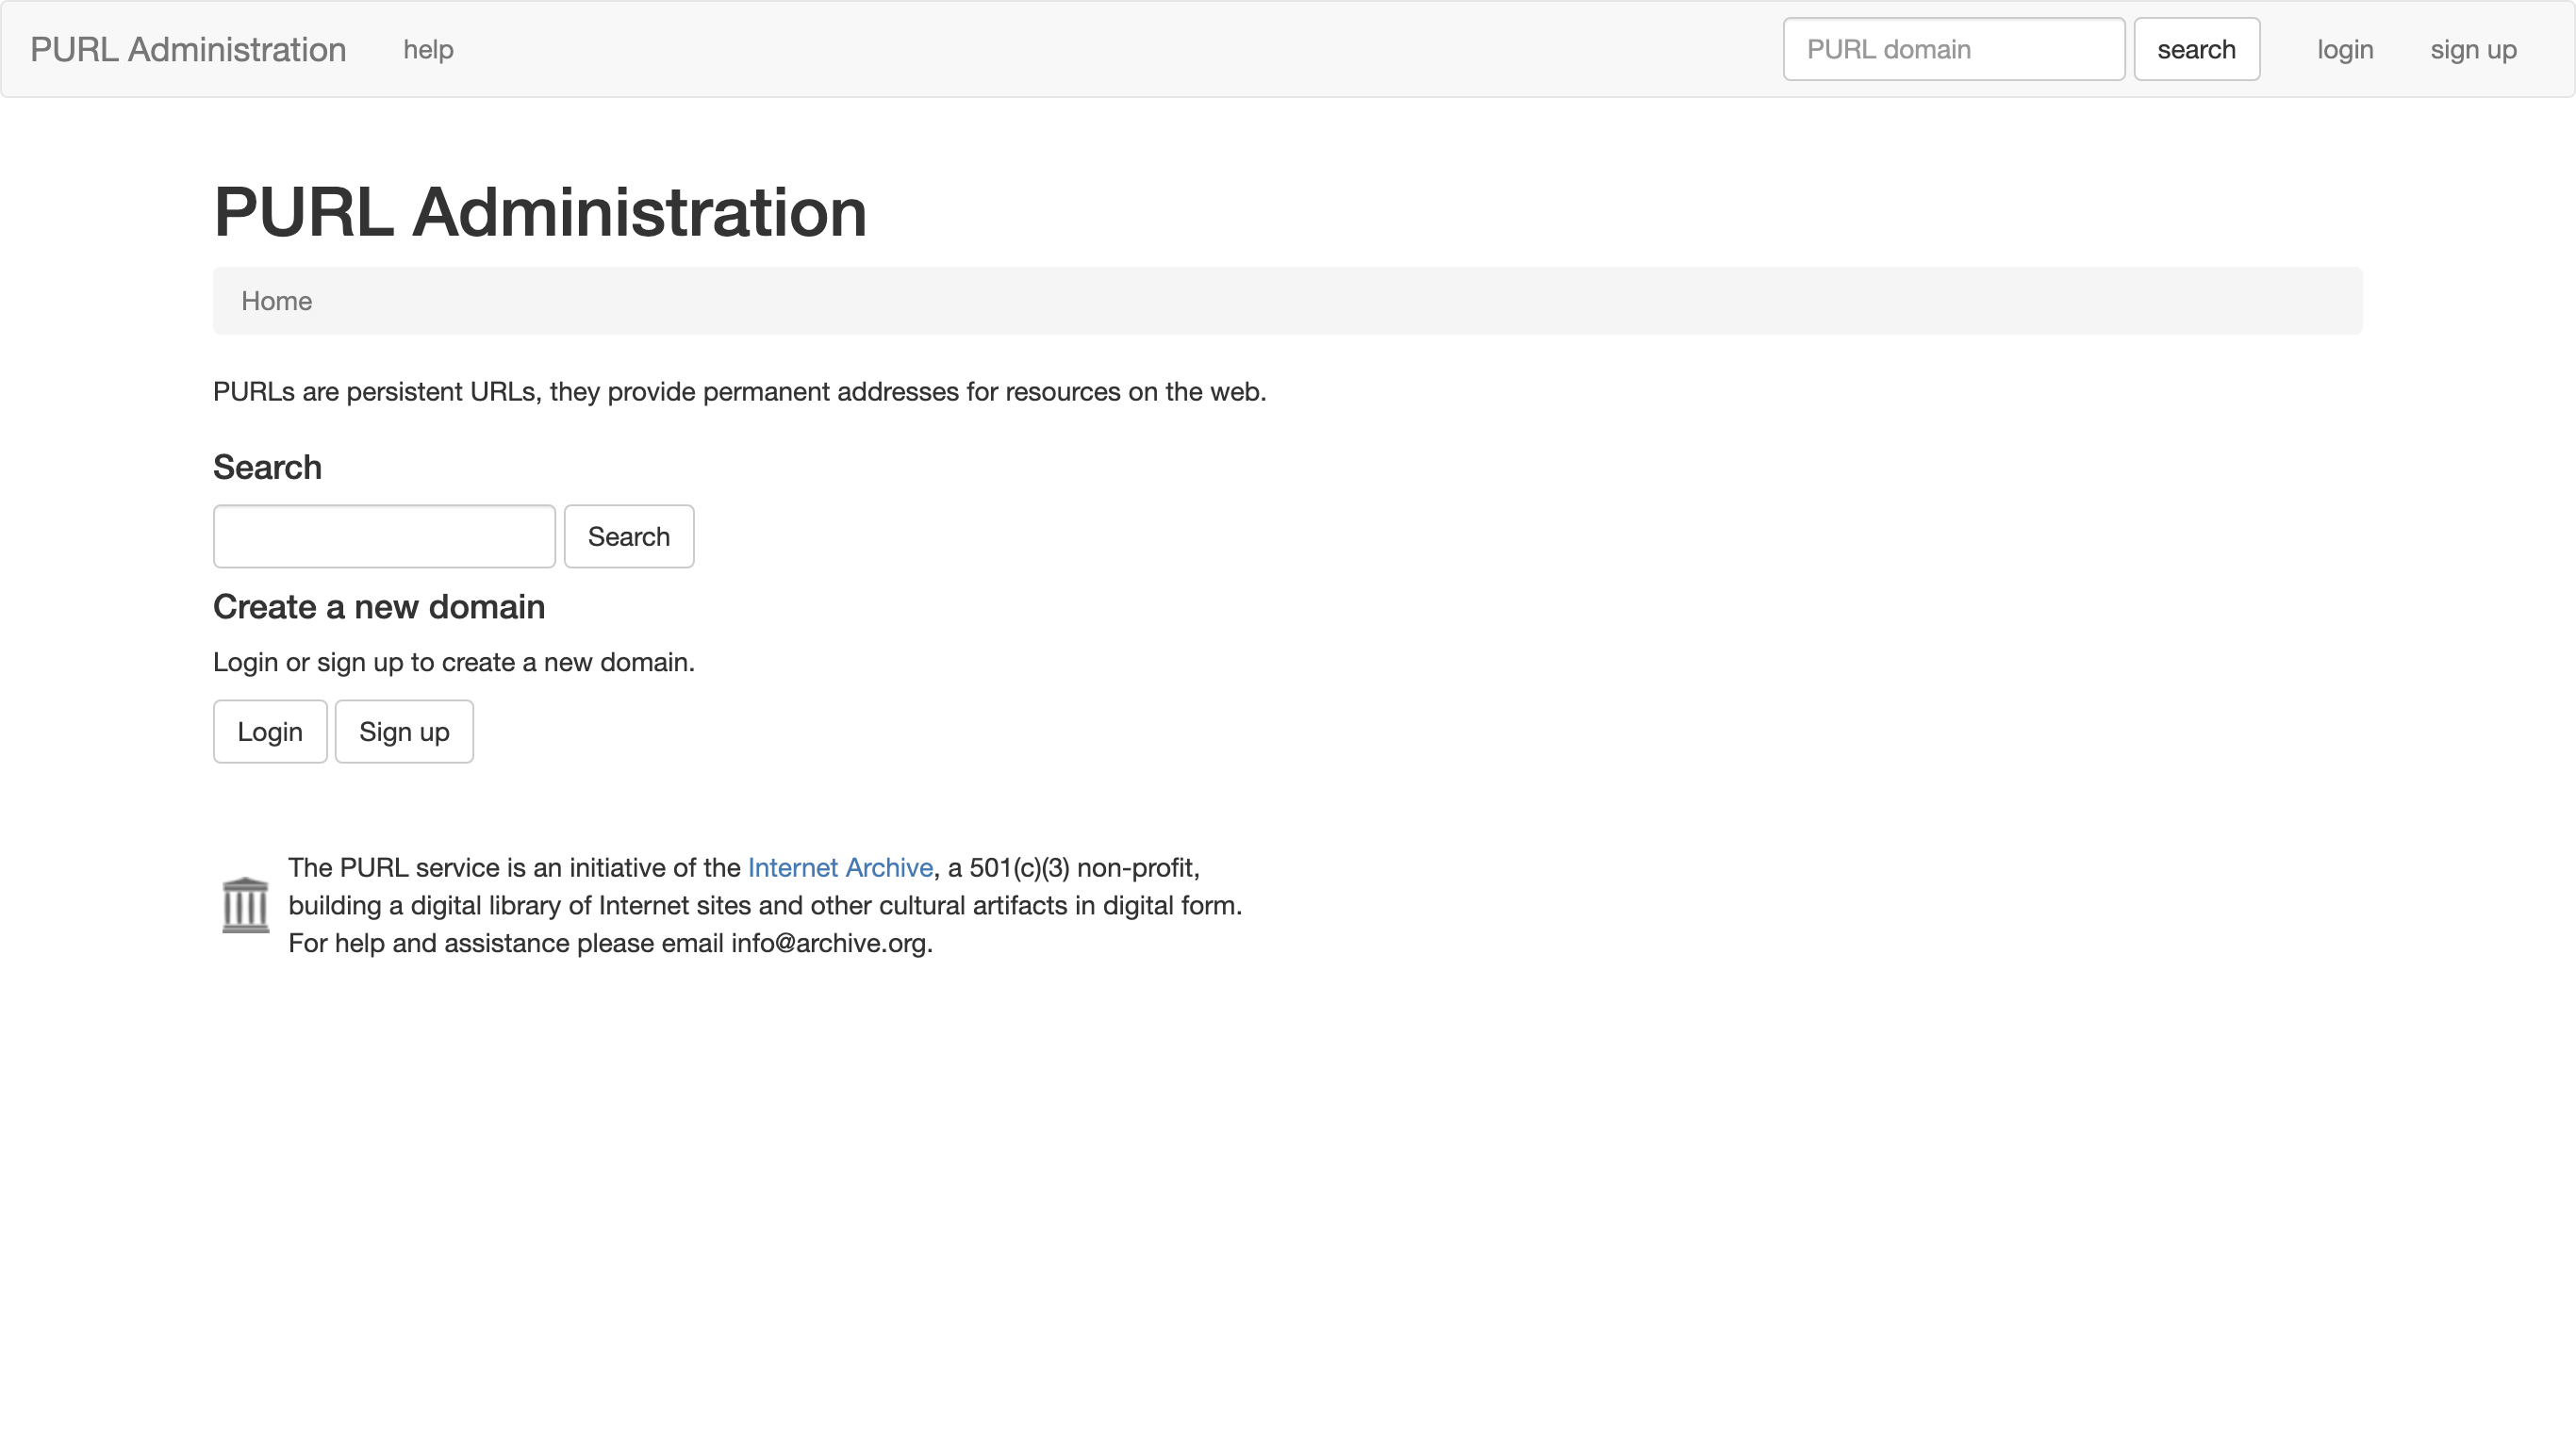 PURL Administration help PURL domain search login sign up
PURL Administration
Home
PURLs are persistent URLs, they provide permanent addresses for resources on the web.
Search
Search
Create a new domain
Login or sign up to create a new domain.
Login Sign up
The PURL service is an initiative of the Internet Archive, a 501(c)(3) non-profit,
building a digital library of Internet sites and other cultural artifacts in digital form.
For help and assistance please email info@archive.org.